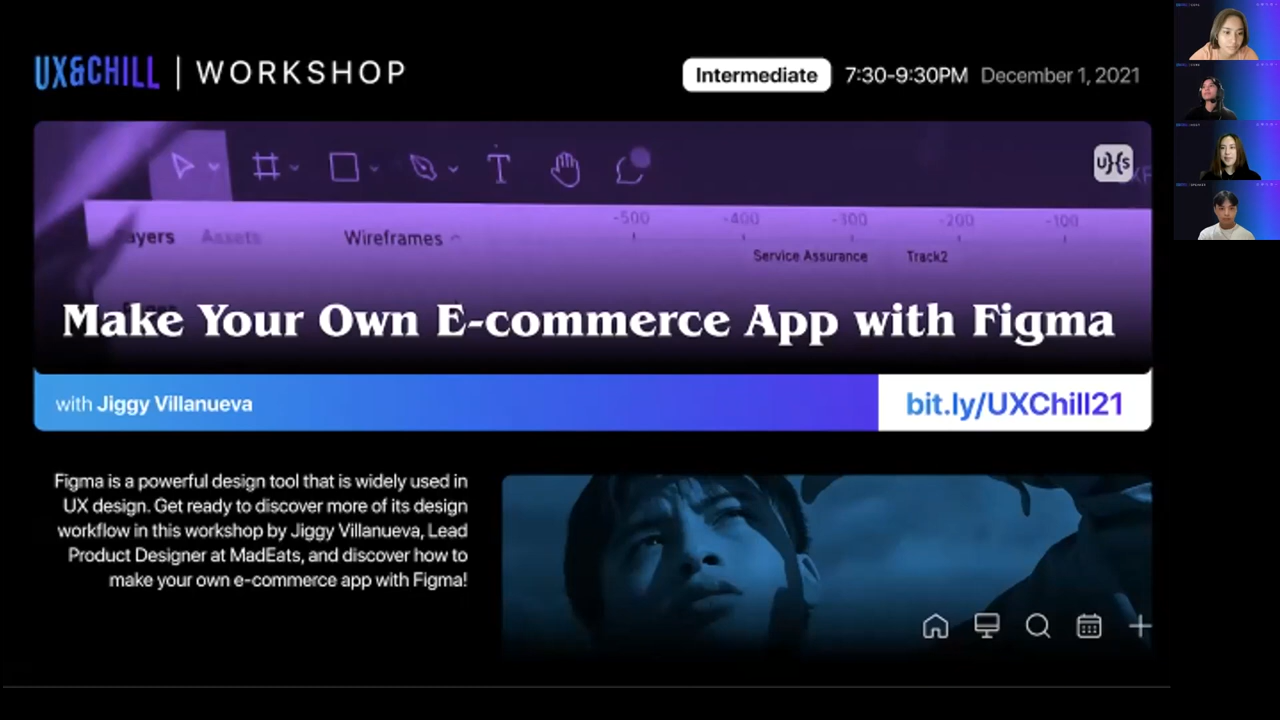 UX&CHILL | WORKSHOP
Intermediate 7:30-9:30PM December 1, 2021
U}{S
-500 -400 -300 -200 -100
ayers Assets Wireframes
Service Assurance Track2
Make Your Own E-commerce App with Figma
with Jiggy Villanueva
bit.ly/UXChill21
Figma is a powerful design tool that is widely used in
UX design. Get ready to discover more of its design
workflow in this workshop by Jiggy Villanueva, Lead
Product Designer at MadEats, and discover how to
make your own e-commerce app with Figma!